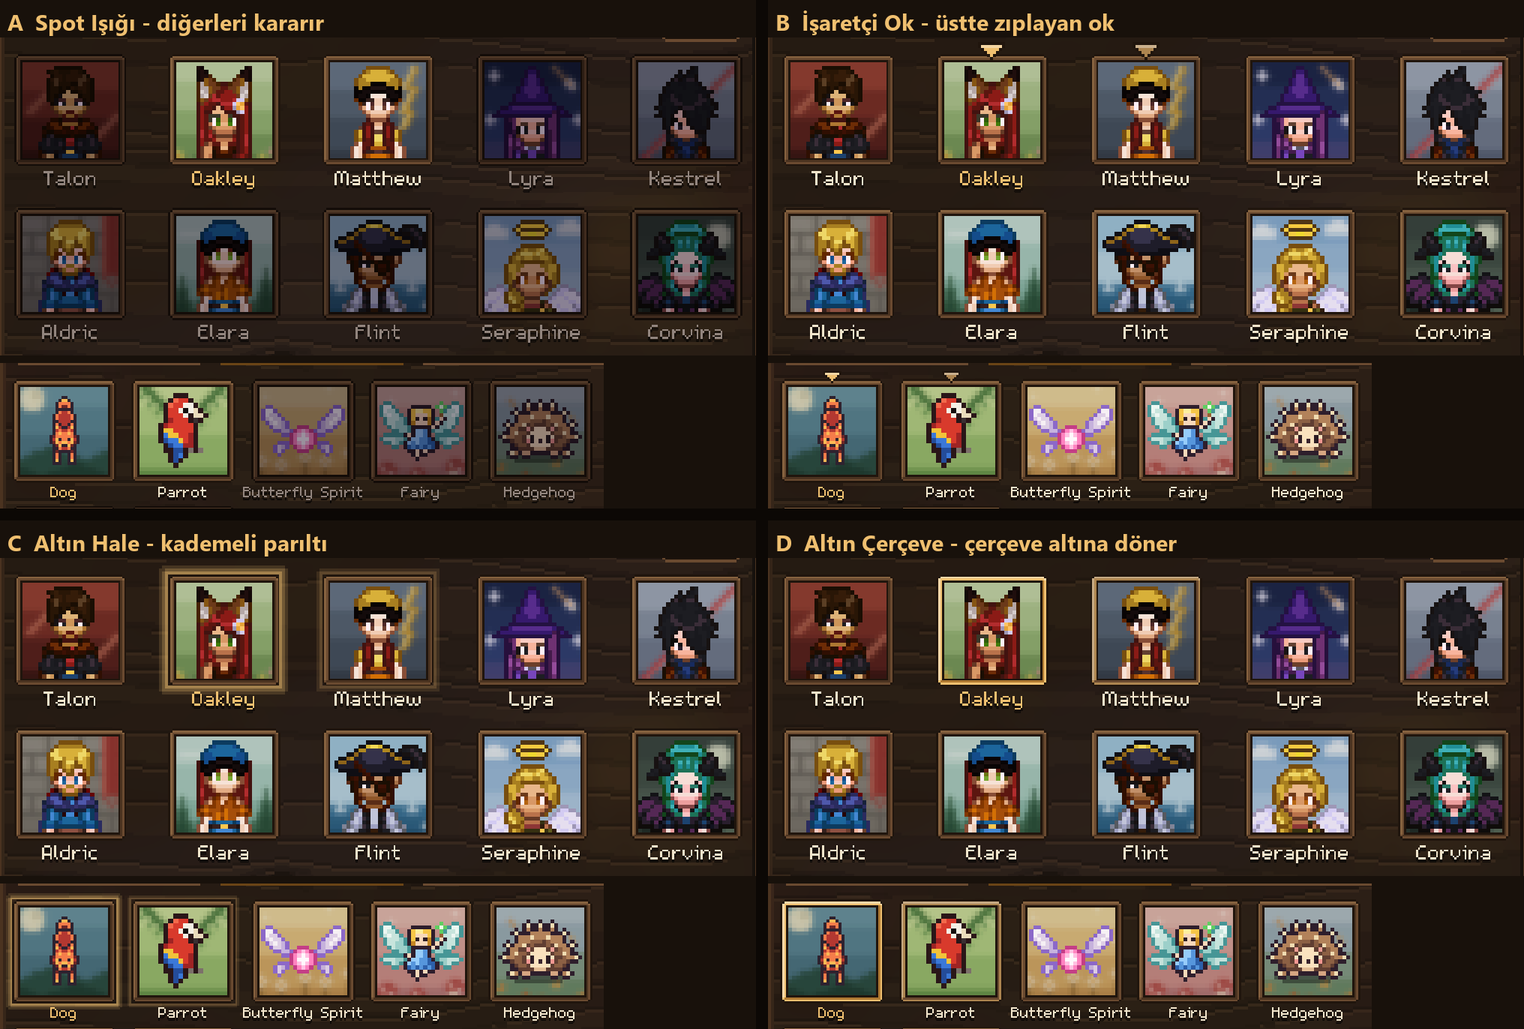 A Spot Işığı - diğerleri kararır
Talon Oakley Matthew Lyra Kestrel
Aldric Elara Flint Seraphine Corvina
Dog Parrot Butterfly Spirit Fairy Hedgehog
B İşaretçi Ok - üstte zıplayan ok
Talon Oakley Matthew Lyra Kestrel
Aldric Elara Flint Seraphine Corvina
Dog Parrot Butterfly Spirit Fairy Hedgehog
C Altın Hale - kademeli parıltı
Talon Oakley Matthew Lyra Kestrel
Aldric Elara Flint Seraphine Corvina
Dog Parrot Butterfly Spirit Fairy Hedgehog
D Altın Çerçeve - çerçeve altına döner
Talon Oakley Matthew Lyra Kestrel
Aldric Elara Flint Seraphine Corvina
Dog Parrot Butterfly Spirit Fairy Hedgehog